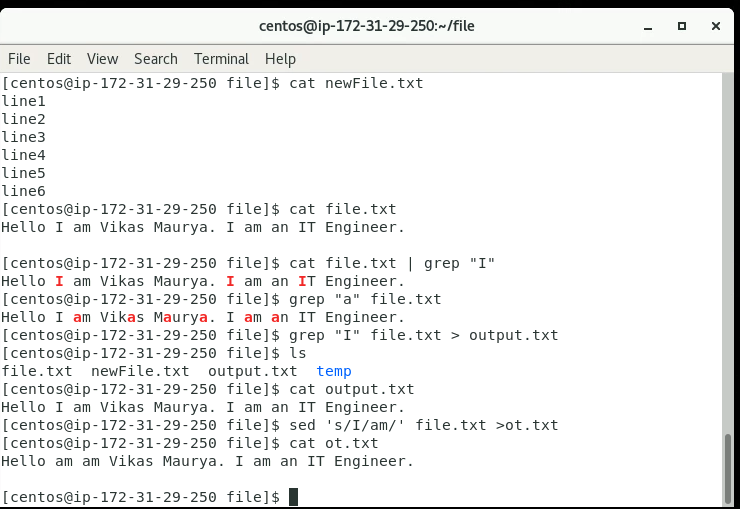 centos@ip-172-31-29-250:~/file
File Edit View Search Terminal Help
[centos@ip-172-31-29-250 file]$ cat newFile.txt
line1
line2
line3
line4
line5
line6
[centos@ip-172-31-29-250 file]$ cat file.txt
Hello I am Vikas Maurya. I am an IT Engineer.
[centos@ip-172-31-29-250 file]$ cat file.txt | grep "I"
Hello I am Vikas Maurya. I am an IT Engineer.
[centos@ip-172-31-29-250 file]$ grep "a" file.txt
Hello I am Vikas Maurya. I am an IT Engineer.
[centos@ip-172-31-29-250 file]$ grep "I" file.txt > output.txt
[centos@ip-172-31-29-250 file]$ ls
file.txt newFile.txt output.txt temp
[centos@ip-172-31-29-250 file]$ cat output.txt
Hello I am Vikas Maurya. I am an IT Engineer.
[centos@ip-172-31-29-250 file]$ sed 's/I/am/' file.txt >ot.txt
[centos@ip-172-31-29-250 file]$ cat ot.txt
Hello am am Vikas Maurya. I am an IT Engineer.
[centos@ip-172-31-29-250 file]$